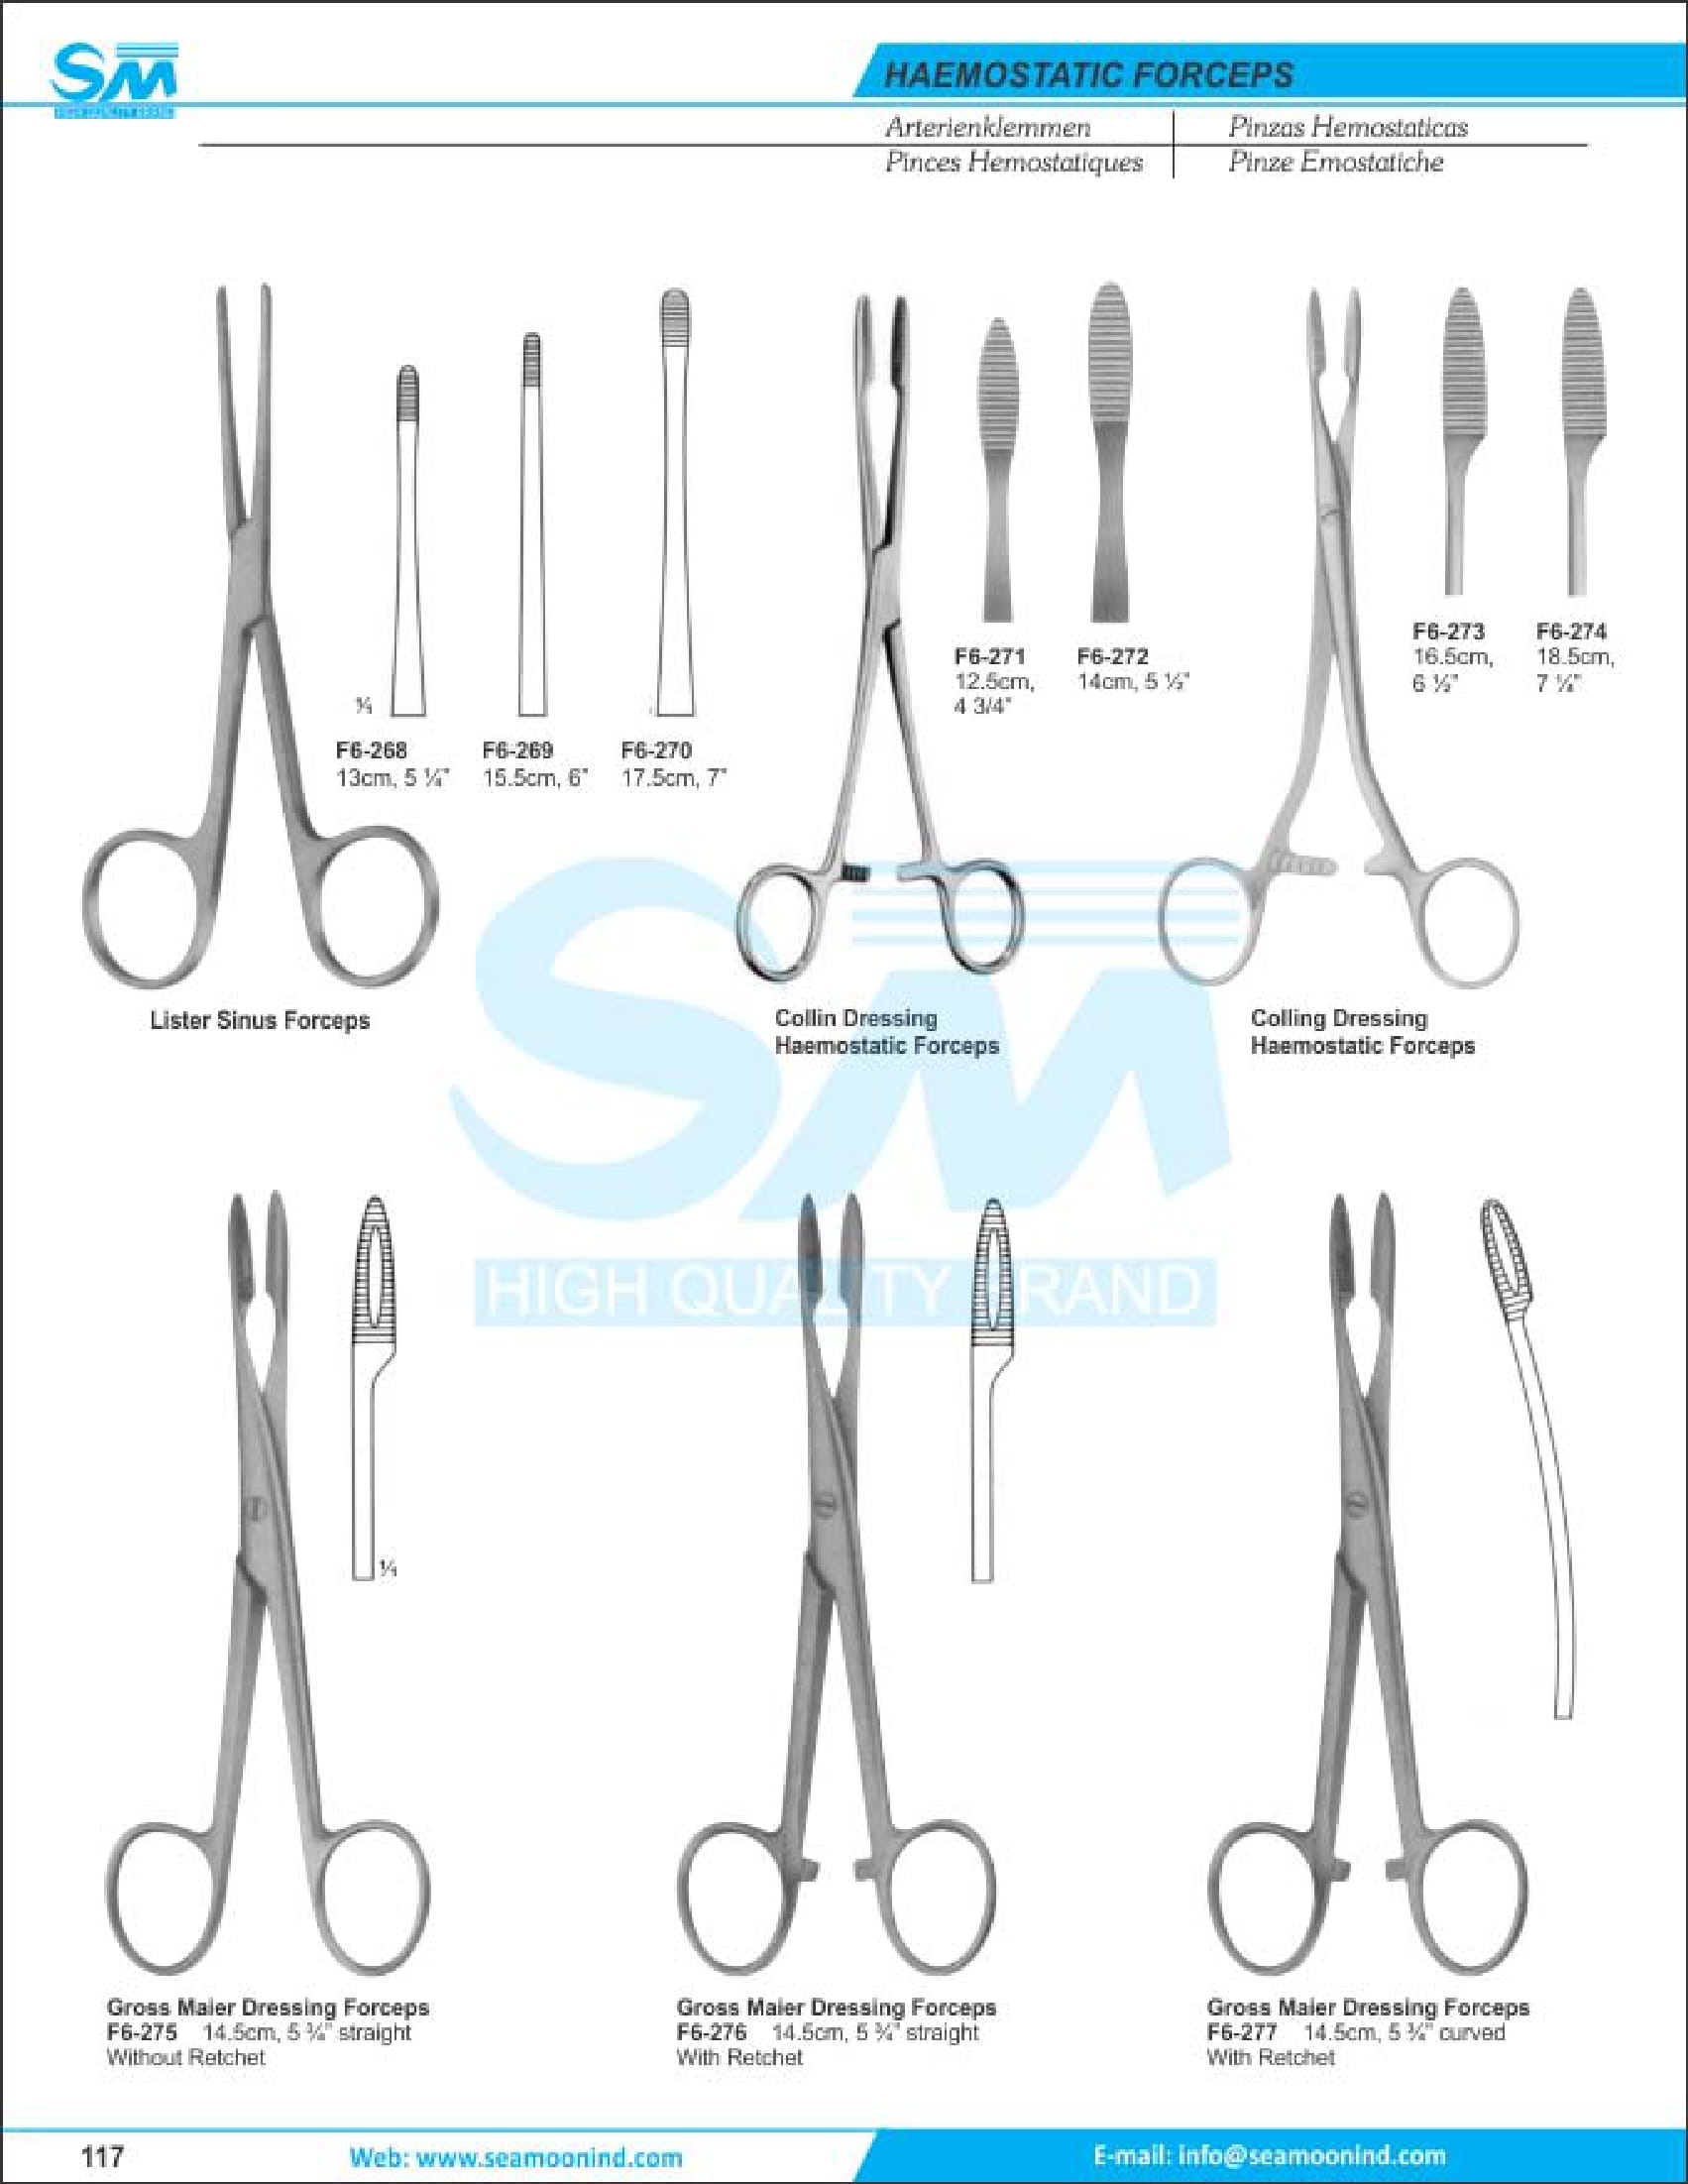 SM
HAEMOSTATIC FORCEPS
Arterienklemmen
Pinzas Hemostaticas
Pinces Hemostatiques
Pinze Emostatiche
F6-268
13cm, 5 ¼"
F6-269
15.5cm, 6"
F6-270
17.5cm, 7"
F6-271
12.5cm,
4 3/4"
F6-272
14cm, 5 ½"
F6-273
16.5cm,
6 ½"
F6-274
18.5cm,
7 ¼"
Lister Sinus Forceps
Collin Dressing
Haemostatic Forceps
Colling Dressing
Haemostatic Forceps
SM
HIGH QUALITY BRAND
Gross Maier Dressing Forceps
F6-275 14.5cm, 5 ¾" straight
Without Retchet
Gross Maier Dressing Forceps
F6-276 14.5cm, 5 ¾" straight
With Retchet
Gross Maier Dressing Forceps
F6-277 14.5cm, 5 ¾" curved
With Retchet
117
Web: www.seamoonind.com
E-mail: info@seamoonind.com